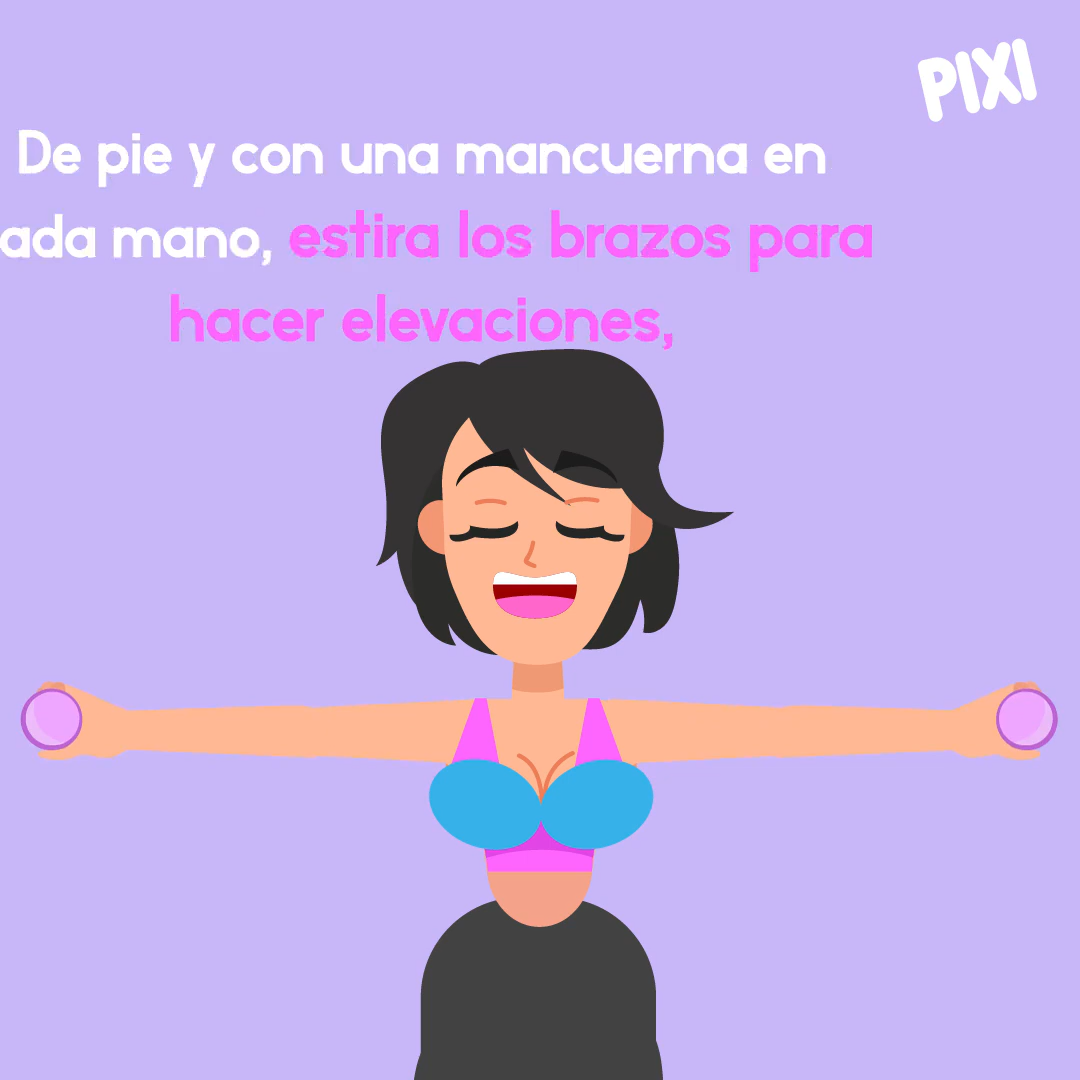 PIXI
De pie y con una mancuerna en
ada mano, estira los brazos para
hacer elevaciones,